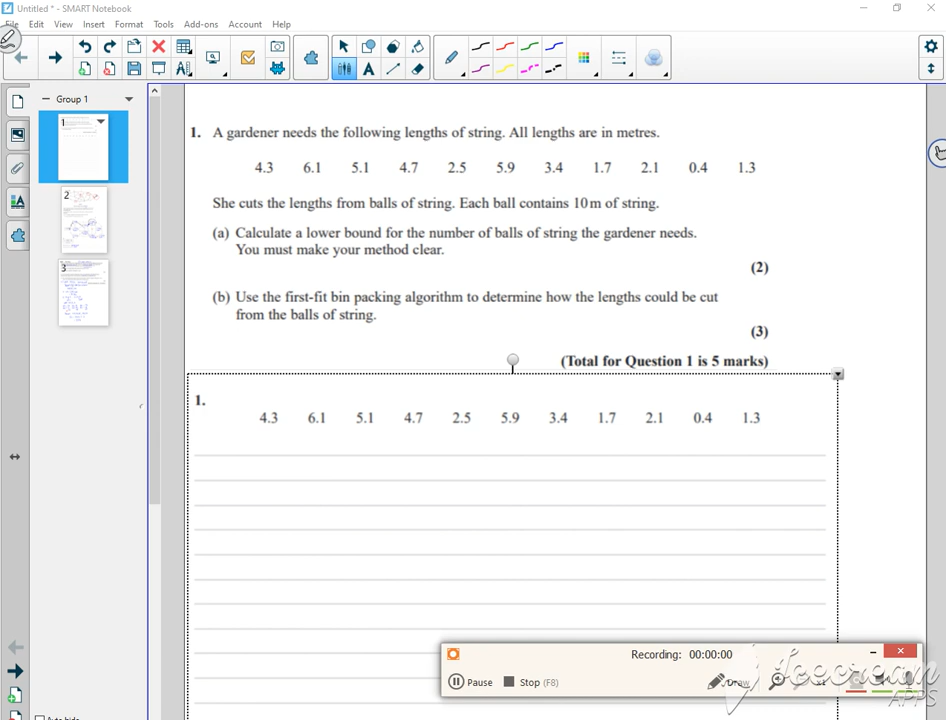 Untitled * - SMART Notebook
File Edit View Insert Format Tools Add-ons Account Help
Group 1
1
2
3
1. A gardener needs the following lengths of string. All lengths are in metres.
4.3 6.1 5.1 4.7 2.5 5.9 3.4 1.7 2.1 0.4 1.3
She cuts the lengths from balls of string. Each ball contains 10 m of string.
(a) Calculate a lower bound for the number of balls of string the gardener needs.
You must make your method clear.
(2)
(b) Use the first-fit bin packing algorithm to determine how the lengths could be cut
from the balls of string.
(3)
(Total for Question 1 is 5 marks)
1.
4.3 6.1 5.1 4.7 2.5 5.9 3.4 1.7 2.1 0.4 1.3
Recording: 00:00:00
Pause Stop (F8) Draw x1
Icecream
APPS
Auto hide